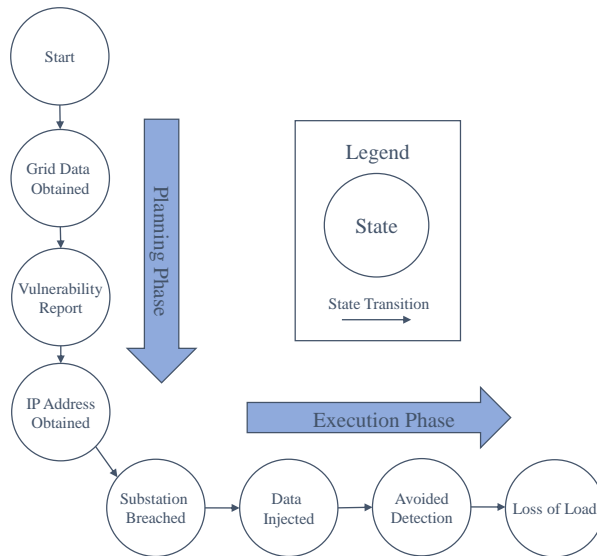 Start
Grid Data
Obtained
Vulnerability
Report
IP Address
Obtained
Planning Phase
Legend
State
State Transition
Execution Phase
Substation
Breached
Data
Injected
Avoided
Detection
Loss of Load